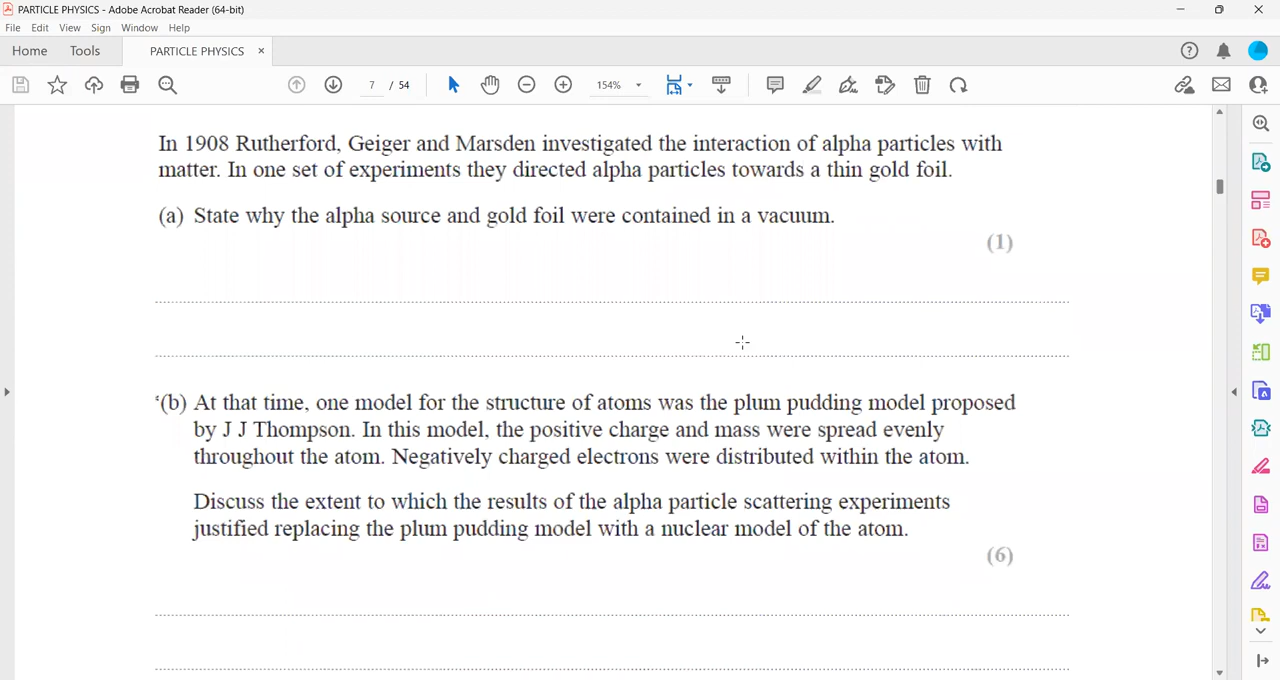 PARTICLE PHYSICS - Adobe Acrobat Reader (64-bit)
File Edit View Sign Window Help
Home Tools PARTICLE PHYSICS ×
7 / 54 154%
In 1908 Rutherford, Geiger and Marsden investigated the interaction of alpha particles with
matter. In one set of experiments they directed alpha particles towards a thin gold foil.
(a) State why the alpha source and gold foil were contained in a vacuum.
(1)
*(b) At that time, one model for the structure of atoms was the plum pudding model proposed
by J J Thompson. In this model, the positive charge and mass were spread evenly
throughout the atom. Negatively charged electrons were distributed within the atom.
Discuss the extent to which the results of the alpha particle scattering experiments
justified replacing the plum pudding model with a nuclear model of the atom.
(6)